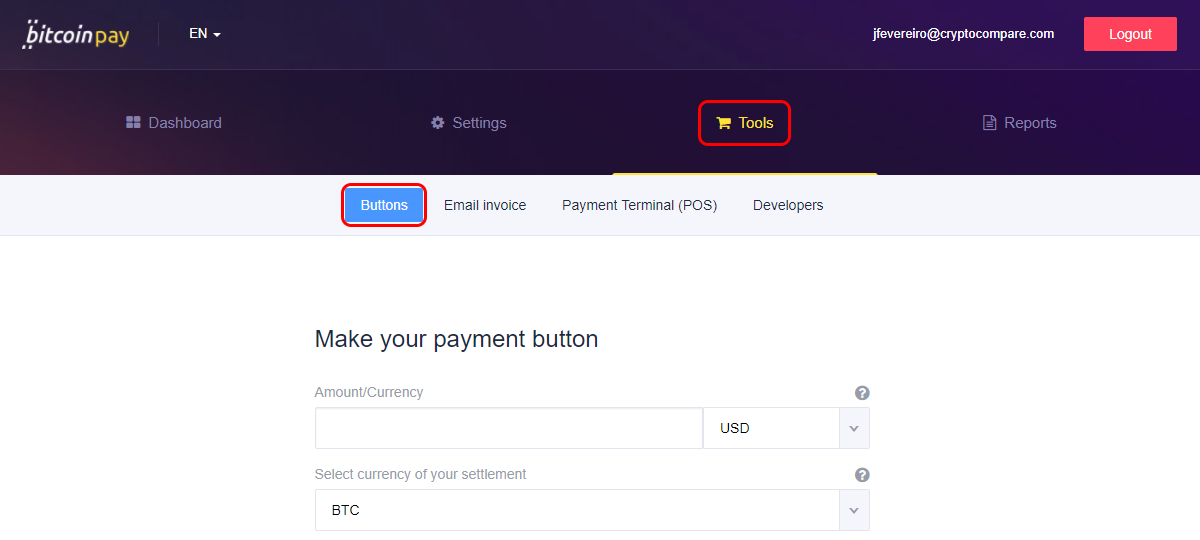 bitcoinpay EN jfevereiro@cryptocompare.com Logout
Dashboard Settings Tools Reports
Buttons Email invoice Payment Terminal (POS) Developers
Make your payment button
Amount/Currency ?
USD
Select currency of your settlement ?
BTC